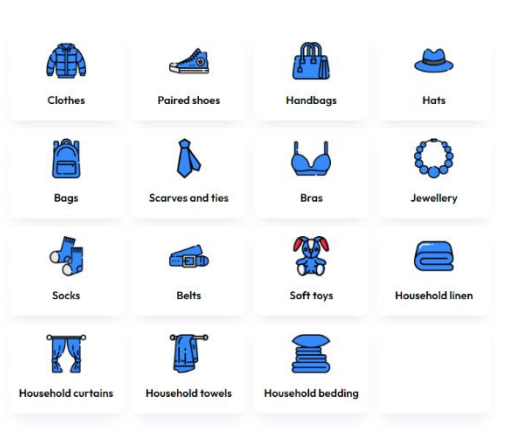 Clothes
Paired shoes
Handbags
Hats
Bags
Scarves and ties
Bras
Jewellery
Socks
Belts
Soft toys
Household linen
Household curtains
Household towels
Household bedding